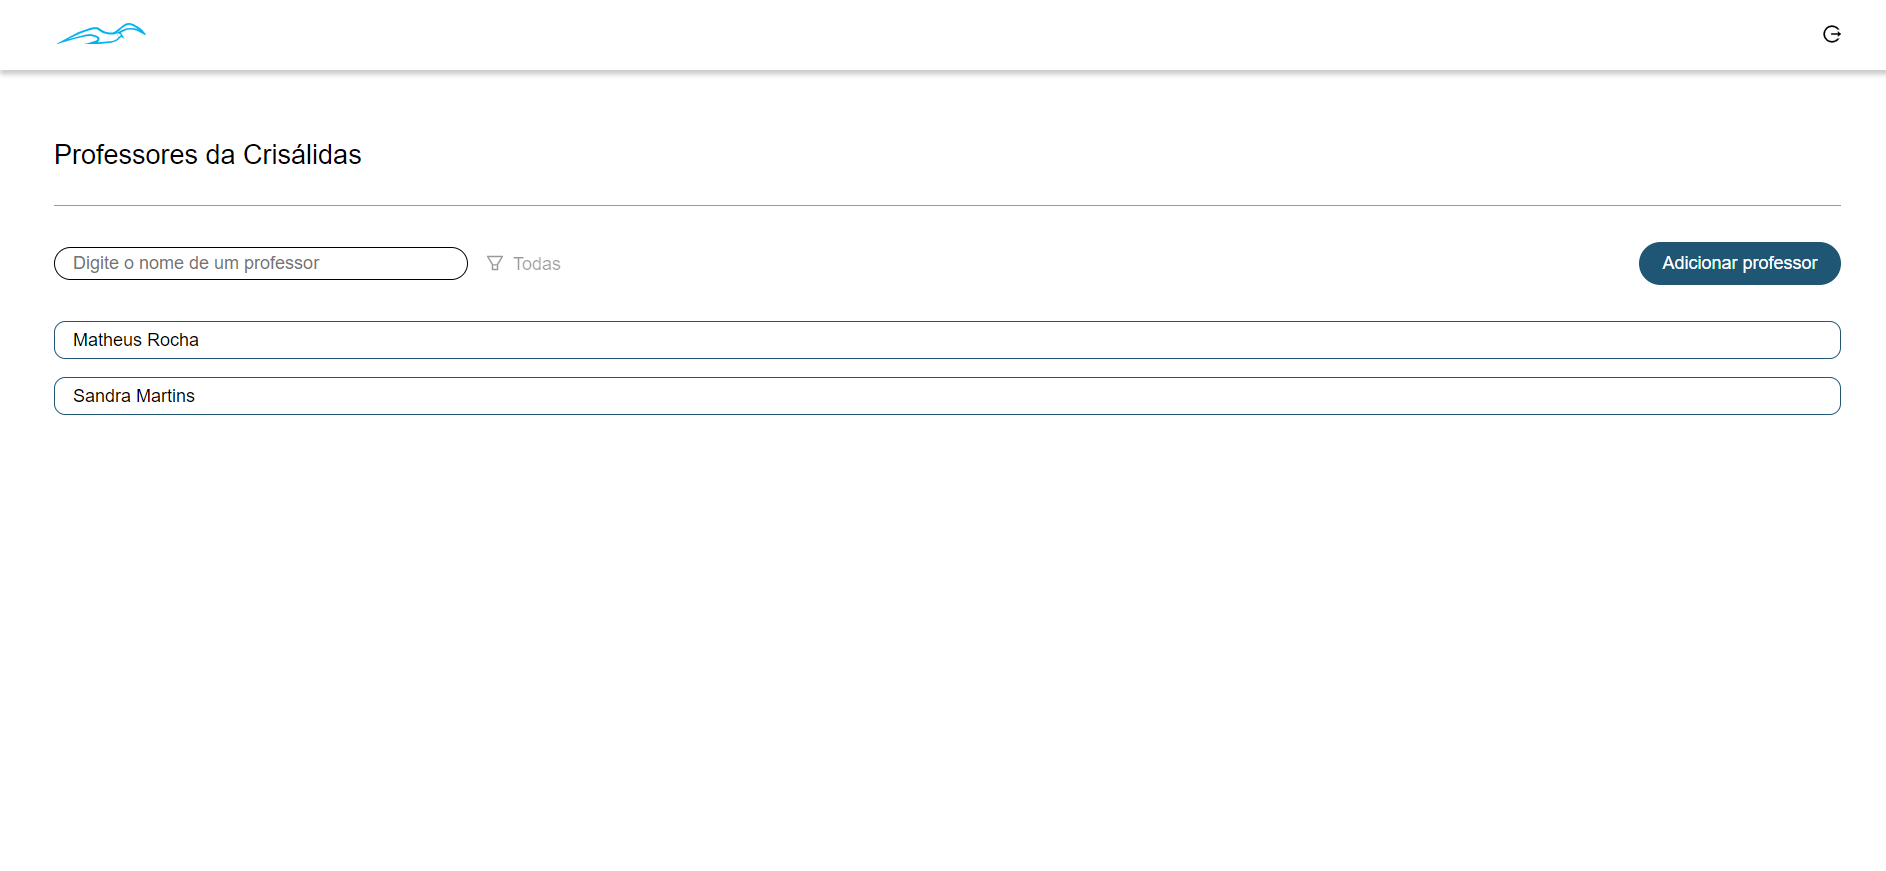 Professores da Crisálidas
Digite o nome de um professor
Todas
Adicionar professor
Matheus Rocha
Sandra Martins